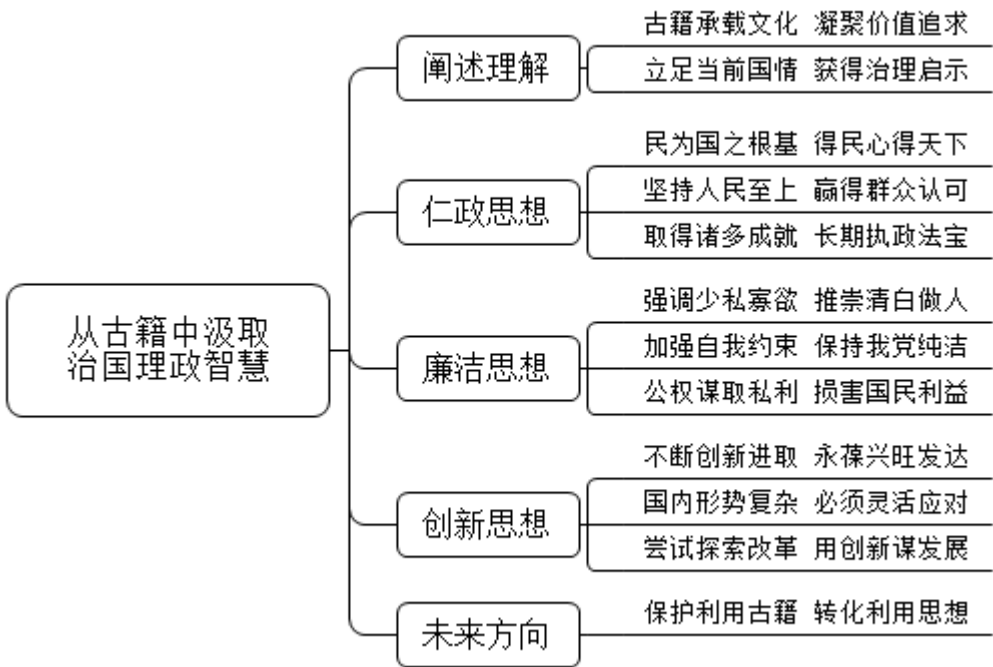 从古籍中汲取
治国理政智慧
阐述理解
古籍承载文化 凝聚价值追求
立足当前国情 获得治理启示
仁政思想
民为国之根基 得民心得天下
坚持人民至上 赢得群众认可
取得诸多成就 长期执政法宝
廉洁思想
强调少私寡欲 推崇清白做人
加强自我约束 保持我党纯洁
公权谋取私利 损害国民利益
创新思想
不断创新进取 永葆兴旺发达
国内形势复杂 必须灵活应对
尝试探索改革 用创新谋发展
未来方向
保护利用古籍 转化利用思想